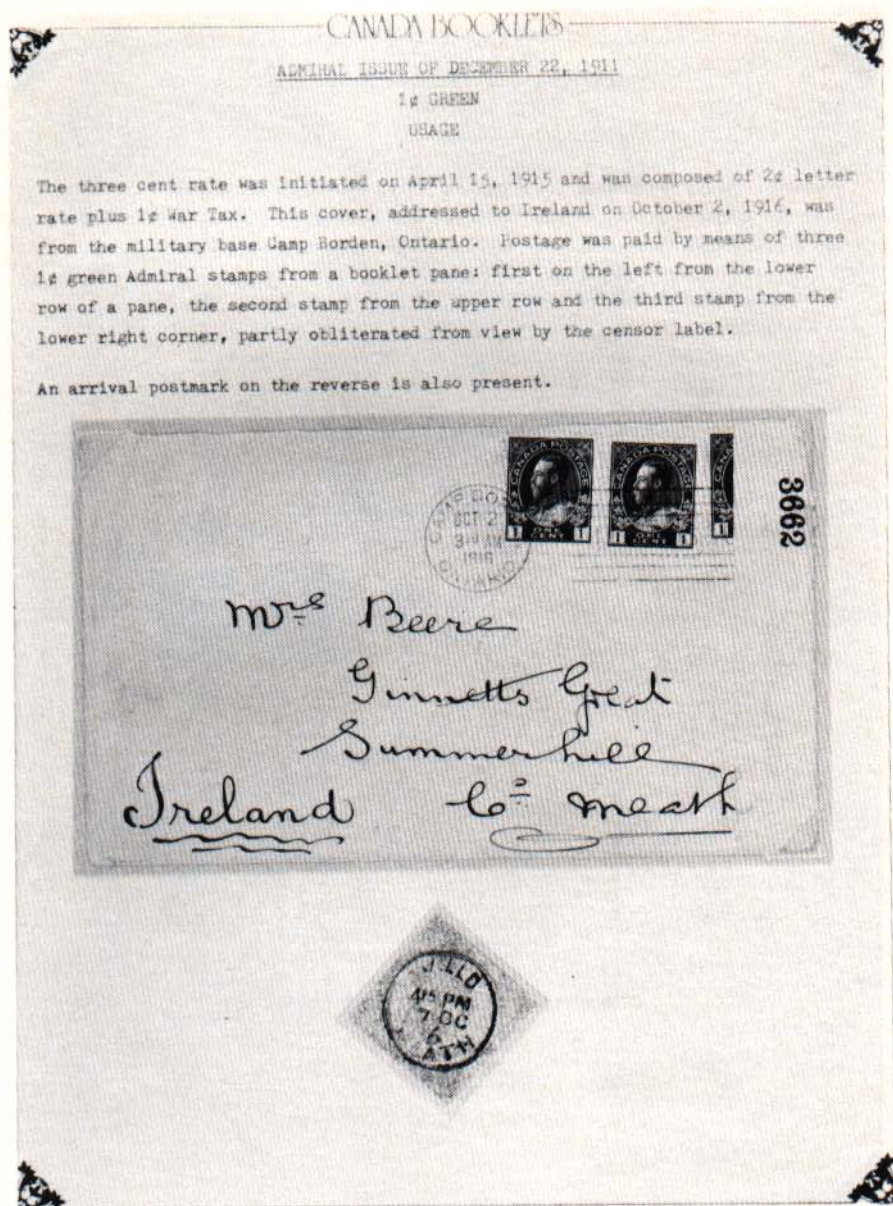 CANADA BOOKLETS
ADMIRAL ISSUE OF DECEMBER 22, 1911
1¢ GREEN
USAGE
The three cent rate was initiated on April 15, 1915 and was composed of 2¢ letter
rate plus 1¢ War Tax. This cover, addressed to Ireland on October 2, 1916, was
from the military base Camp Borden, Ontario. Postage was paid by means of three
1¢ green Admiral stamps from a booklet pane: first on the left from the lower
row of a pane, the second stamp from the upper row and the third stamp from the
lower right corner, partly obliterated from view by the censor label.
An arrival postmark on the reverse is also present.
CANADA POSTAGE
1 ONE CENT 1
CANADA POSTAGE
1 ONE CENT 1
1
3662
OCT 2
1916
ONTARIO
Mrs Beere
Ginnetts Great
Summerhill
Ireland Co Meath
PM
7 OC